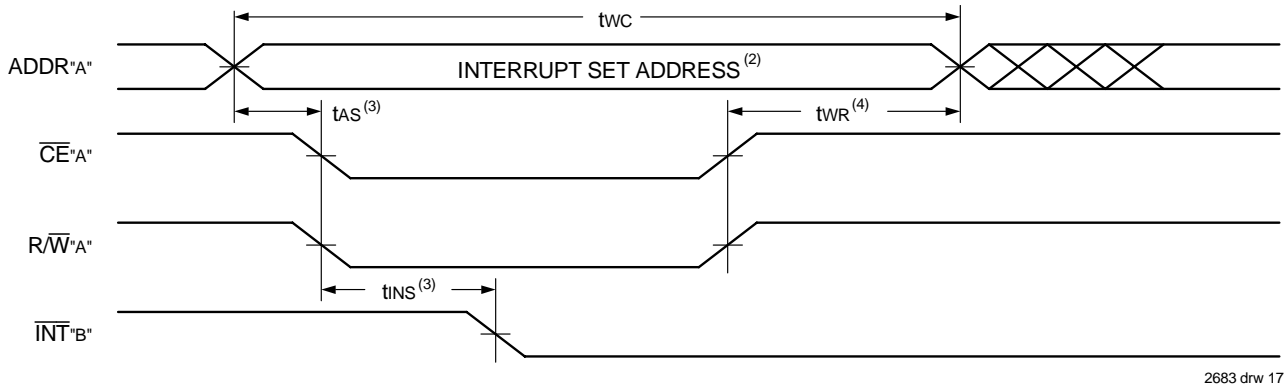 tWC
ADDR"A"
INTERRUPT SET ADDRESS(2)
tAS(3)
tWR(4)
CE"A"
R/W"A"
tINS(3)
INT"B"
2683 drw 17